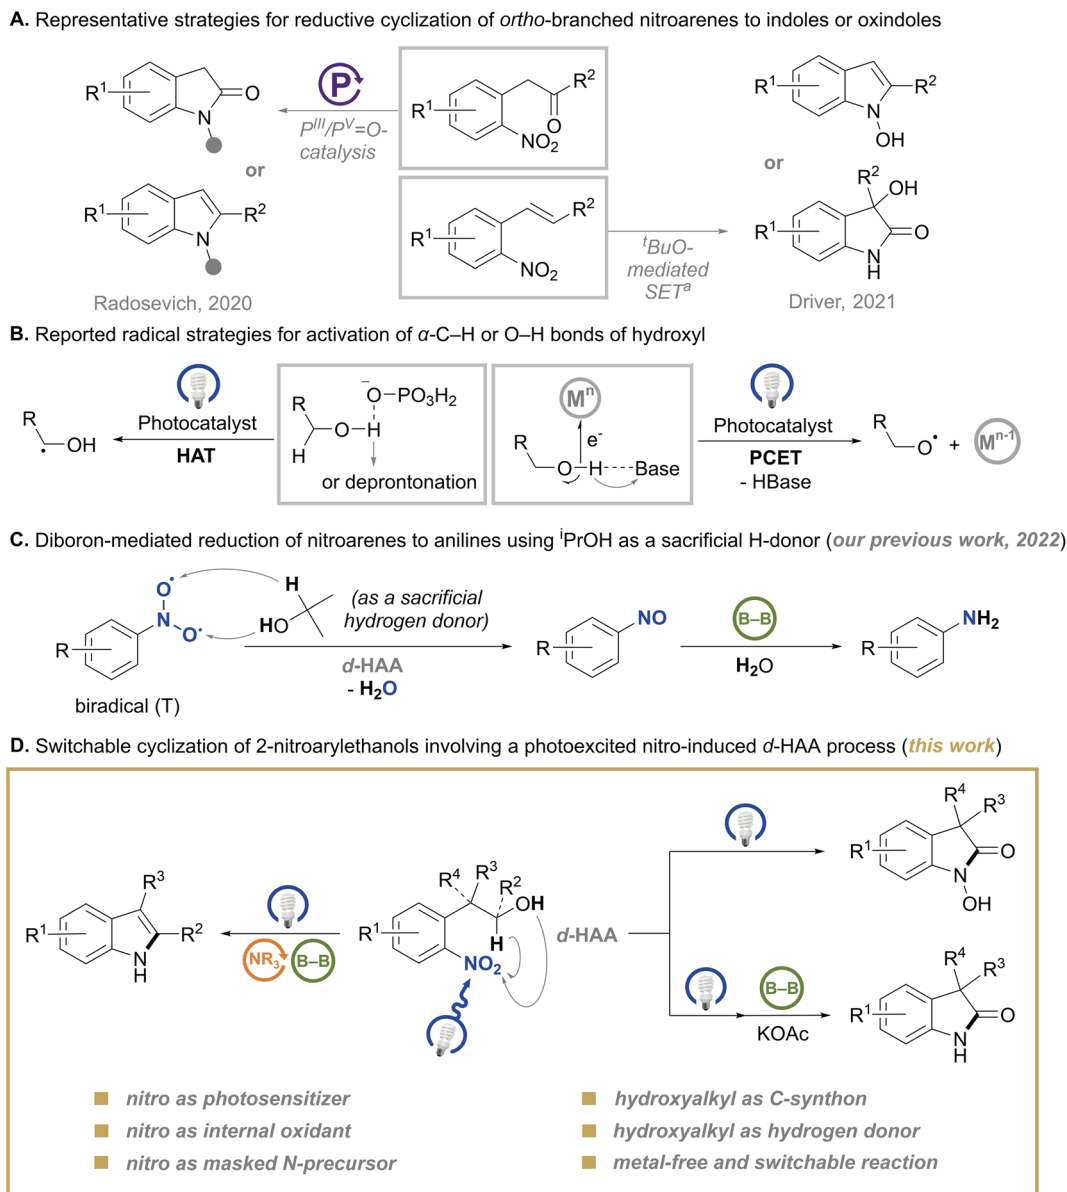 A. Representative strategies for reductive cyclization of ortho-branched nitroarenes to indoles or oxindoles
R¹
O
N
P
Pᴵᴵᴵ/Pⱽ=O-
catalysis
or
R¹
R²
N
Radosevich, 2020
R¹
R²
O
NO₂
R¹
R²
NO₂
ᵗBuO-
mediated
SETᵃ
R¹
R²
N
OH
or
R²
OH
R¹
O
N
H
Driver, 2021
B. Reported radical strategies for activation of α-C–H or O–H bonds of hydroxyl
R
OH
Photocatalyst
HAT
⁻O–PO₃H₂
R
O–H
H
or deprontonation
Mⁿ
e⁻
R
O–H----Base
Photocatalyst
PCET
- HBase
R
O• + Mⁿ⁻¹
C. Diboron-mediated reduction of nitroarenes to anilines using ⁱPrOH as a sacrificial H-donor (our previous work, 2022)
O•
N
O•
R
biradical (T)
H
HO
(as a sacrificial
hydrogen donor)
d-HAA
- H₂O
NO
R
B–B
H₂O
NH₂
R
D. Switchable cyclization of 2-nitroarylethanols involving a photoexcited nitro-induced d-HAA process (this work)
R³
R¹
R²
N
H
NR₃
B–B
R⁴
R³
R²
OH
R¹
H
NO₂
d-HAA
R⁴
R³
R¹
O
N
OH
B–B
KOAc
R⁴
R³
R¹
O
N
H
nitro as photosensitizer
nitro as internal oxidant
nitro as masked N-precursor
hydroxyalkyl as C-synthon
hydroxyalkyl as hydrogen donor
metal-free and switchable reaction